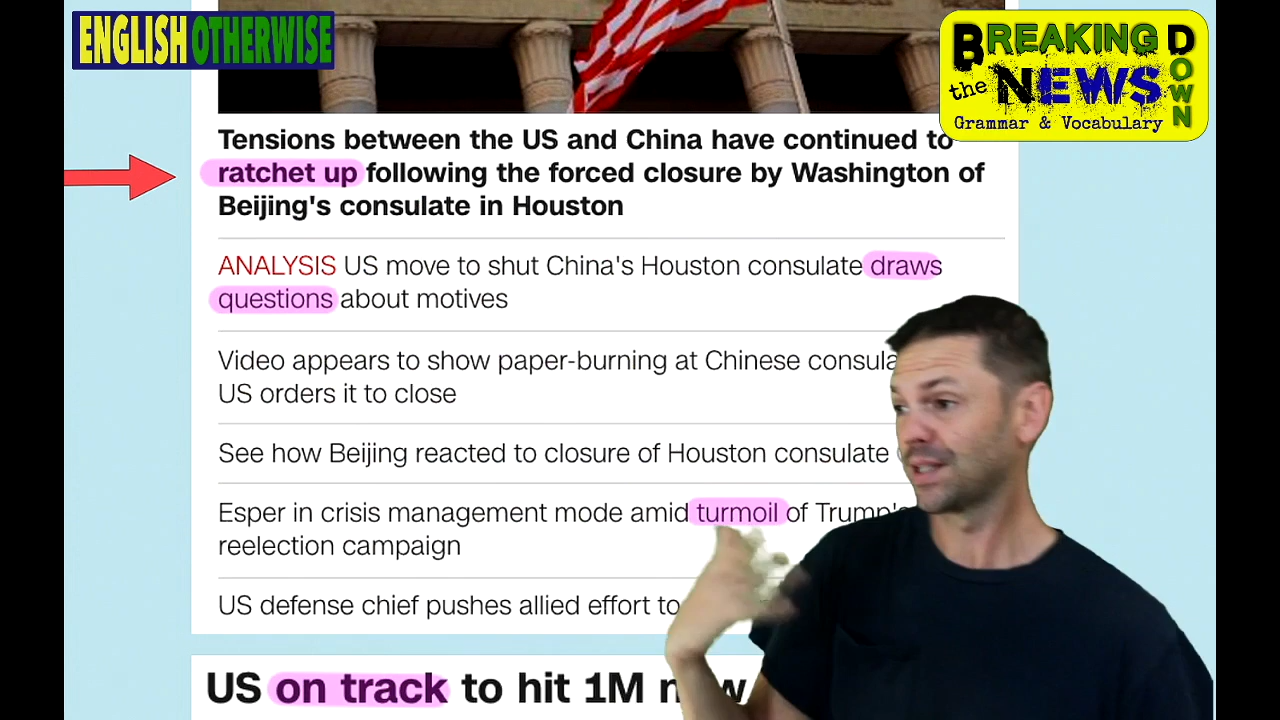 ENGLISH OTHERWISE
BREAKING DOWN
the NEWS
Grammar & Vocabulary
Tensions between the US and China have continued to
ratchet up following the forced closure by Washington of
Beijing's consulate in Houston
ANALYSIS US move to shut China's Houston consulate draws
questions about motives
Video appears to show paper-burning at Chinese
US orders it to close
See how Beijing reacted to closure of Houston consulate
Esper in crisis management mode amid turmoil of Trump's
reelection campaign
US defense chief pushes allied effort to
US on track to hit 1M